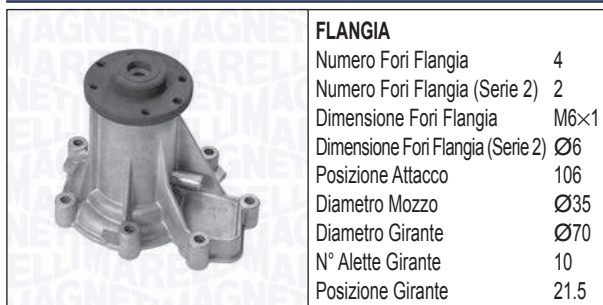 FLANGIA
Numero Fori Flangia 4
Numero Fori Flangia (Serie 2) 2
Dimensione Fori Flangia M6×1
Dimensione Fori Flangia (Serie 2) Ø6
Posizione Attacco 106
Diametro Mozzo Ø35
Diametro Girante Ø70
N° Alette Girante 10
Posizione Girante 21.5
MAGNETI MARELLI